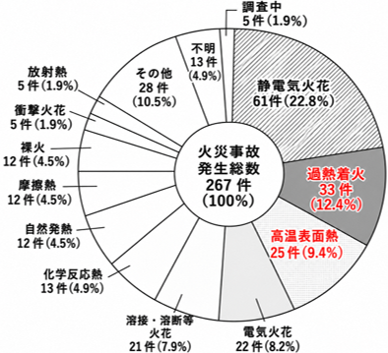 調査中
5件(1.9%)
静電気火花
61件(22.8%)
過熱着火
33件
(12.4%)
高温表面熱
25件(9.4%)
電気火花
22件(8.2%)
溶接・溶断等
火花
21件(7.9%)
化学反応熱
13件(4.9%)
自然発熱
12件(4.5%)
摩擦熱
12件(4.5%)
裸火
12件(4.5%)
衝撃火花
5件(1.9%)
放射熱
5件(1.9%)
その他
28件
(10.5%)
不明
13件
(4.9%)
火災事故
発生総数
267件
(100%)